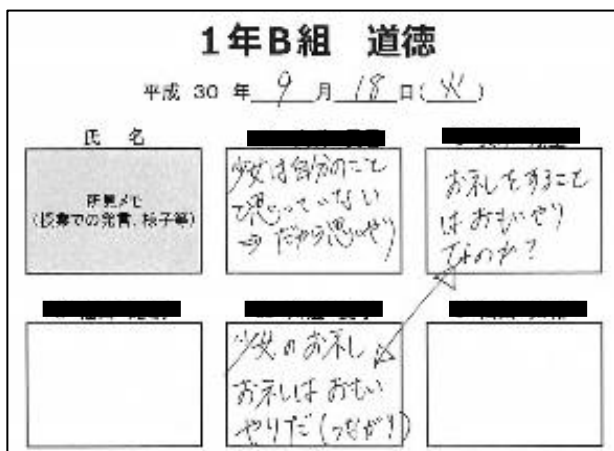 1年B組 道徳
平成 30 年 9 月 18 日(火)
氏 名
所見メモ
(授業での発言、様子等)
少女は自分のこと
で思っていない
⇒ だから思いやり
お礼をすること
はおもいやり
なのか?
少女のお礼
お礼はおもい
やりだ(つながり)